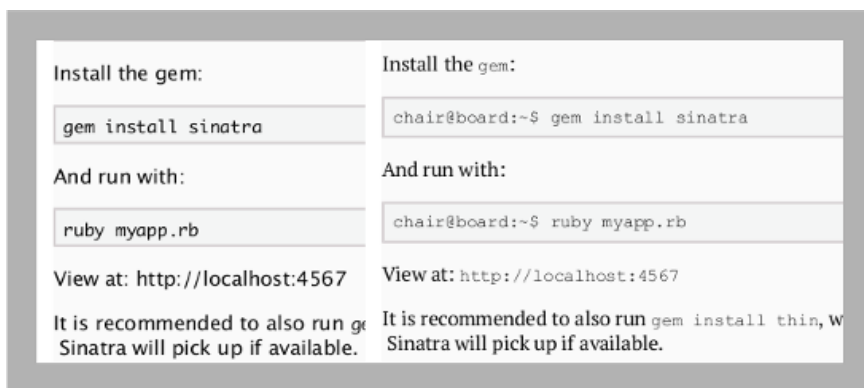 Install the gem:
gem install sinatra
And run with:
ruby myapp.rb
View at: http://localhost:4567
It is recommended to also run
Sinatra will pick up if available.
Install the gem:
chair@board:~$ gem install sinatra
And run with:
chair@board:~$ ruby myapp.rb
View at: http://localhost:4567
It is recommended to also run gem install thin,
Sinatra will pick up if available.